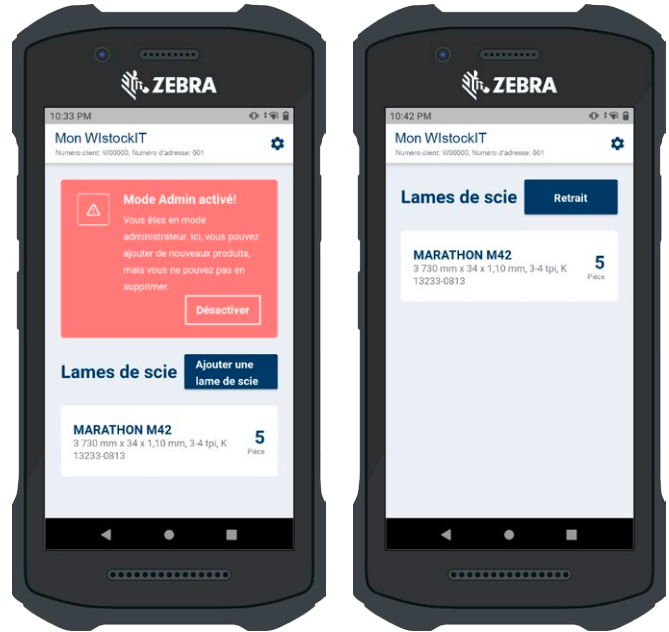 ZEBRA
10:33 PM
Mon WIstockIT
Numéro client: W00000, Numéro d'adresse: 001
Mode Admin activé!
Vous êtes en mode
administrateur. Ici, vous pouvez
ajouter de nouveaux produits,
mais vous ne pouvez pas en
supprimer.
Désactiver
Lames de scie
Ajouter une
lame de scie
MARATHON M42
3 730 mm x 34 x 1,10 mm, 3-4 tpi, K
13233-0813
5
Pièce
ZEBRA
10:42 PM
Mon WIstockIT
Numéro client: W00000, Numéro d'adresse: 001
Lames de scie
Retrait
MARATHON M42
3 730 mm x 34 x 1,10 mm, 3-4 tpi, K
13233-0813
5
Pièce